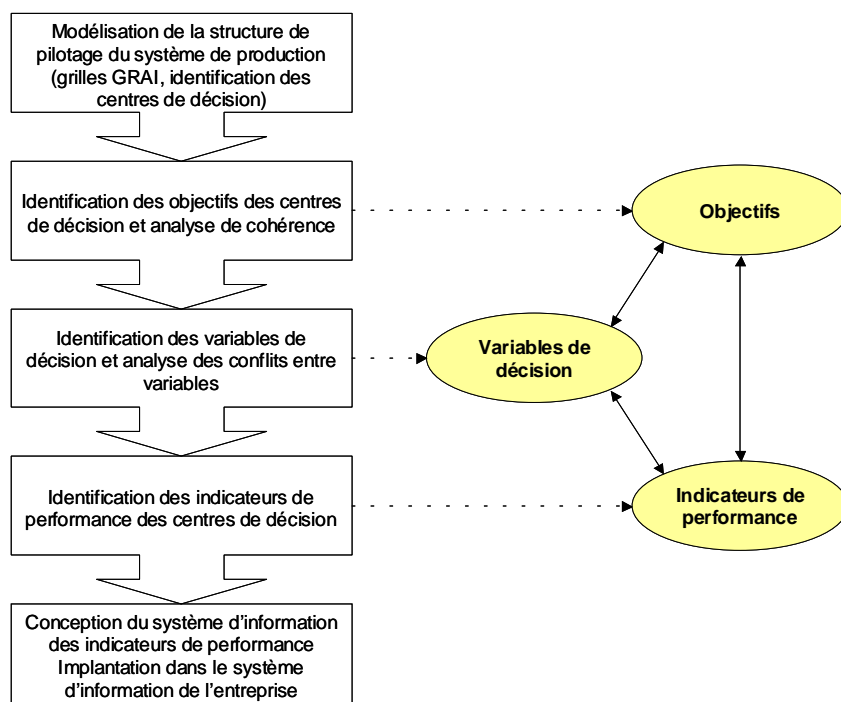 Modélisation de la structure de
pilotage du système de production
(grilles GRAI, identification des
centres de décision)
Identification des objectifs des centres
de décision et analyse de cohérence
Objectifs
Identification des variables de
décision et analyse des conflits entre
variables
Variables de
décision
Identification des indicateurs de
performance des centres de décision
Indicateurs de
performance
Conception du système d’information
des indicateurs de performance
Implantation dans le système
d’information de l’entreprise